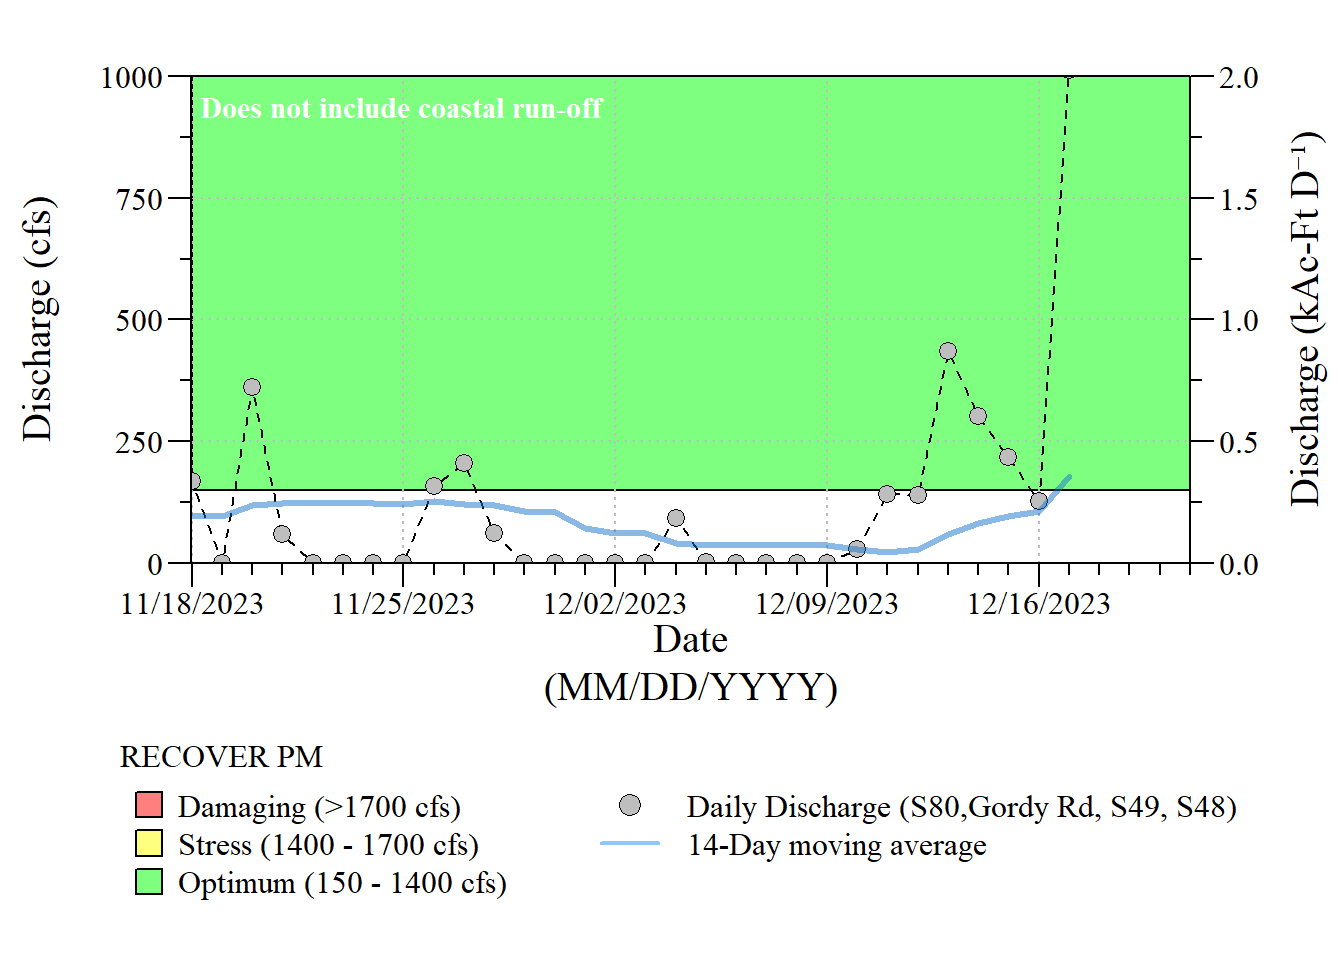 Does not include coastal run-off
1000
750
500
250
0
Discharge (cfs)
2.0
1.5
1.0
0.5
0.0
Discharge (kAc-Ft D⁻¹)
11/18/2023 11/25/2023 12/02/2023 12/09/2023 12/16/2023
Date
(MM/DD/YYYY)
RECOVER PM
Damaging (>1700 cfs)
Stress (1400 - 1700 cfs)
Optimum (150 - 1400 cfs)
Daily Discharge (S80,Gordy Rd, S49, S48)
14-Day moving average